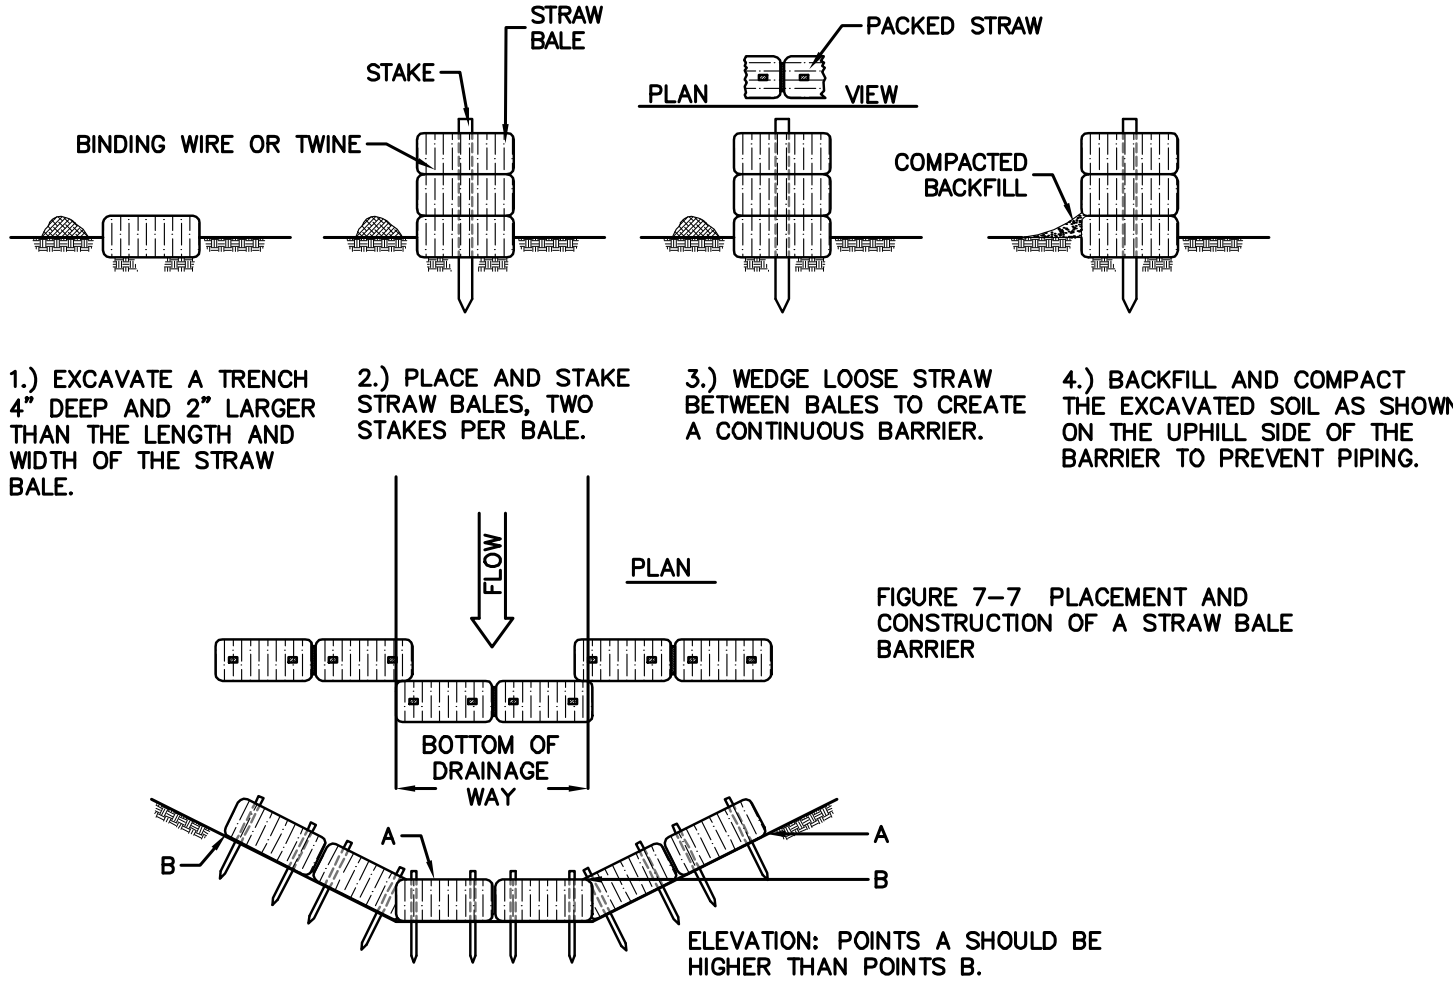 STRAW
BALE
STAKE
BINDING WIRE OR TWINE
PACKED STRAW
PLAN VIEW
COMPACTED
BACKFILL
1.) EXCAVATE A TRENCH
4” DEEP AND 2” LARGER
THAN THE LENGTH AND
WIDTH OF THE STRAW
BALE.
2.) PLACE AND STAKE
STRAW BALES, TWO
STAKES PER BALE.
3.) WEDGE LOOSE STRAW
BETWEEN BALES TO CREATE
A CONTINUOUS BARRIER.
4.) BACKFILL AND COMPACT
THE EXCAVATED SOIL AS SHOWN
ON THE UPHILL SIDE OF THE
BARRIER TO PREVENT PIPING.
FLOW
PLAN
FIGURE 7-7 PLACEMENT AND
CONSTRUCTION OF A STRAW BALE
BARRIER
BOTTOM OF
DRAINAGE
WAY
A
A
B
B
ELEVATION: POINTS A SHOULD BE
HIGHER THAN POINTS B.